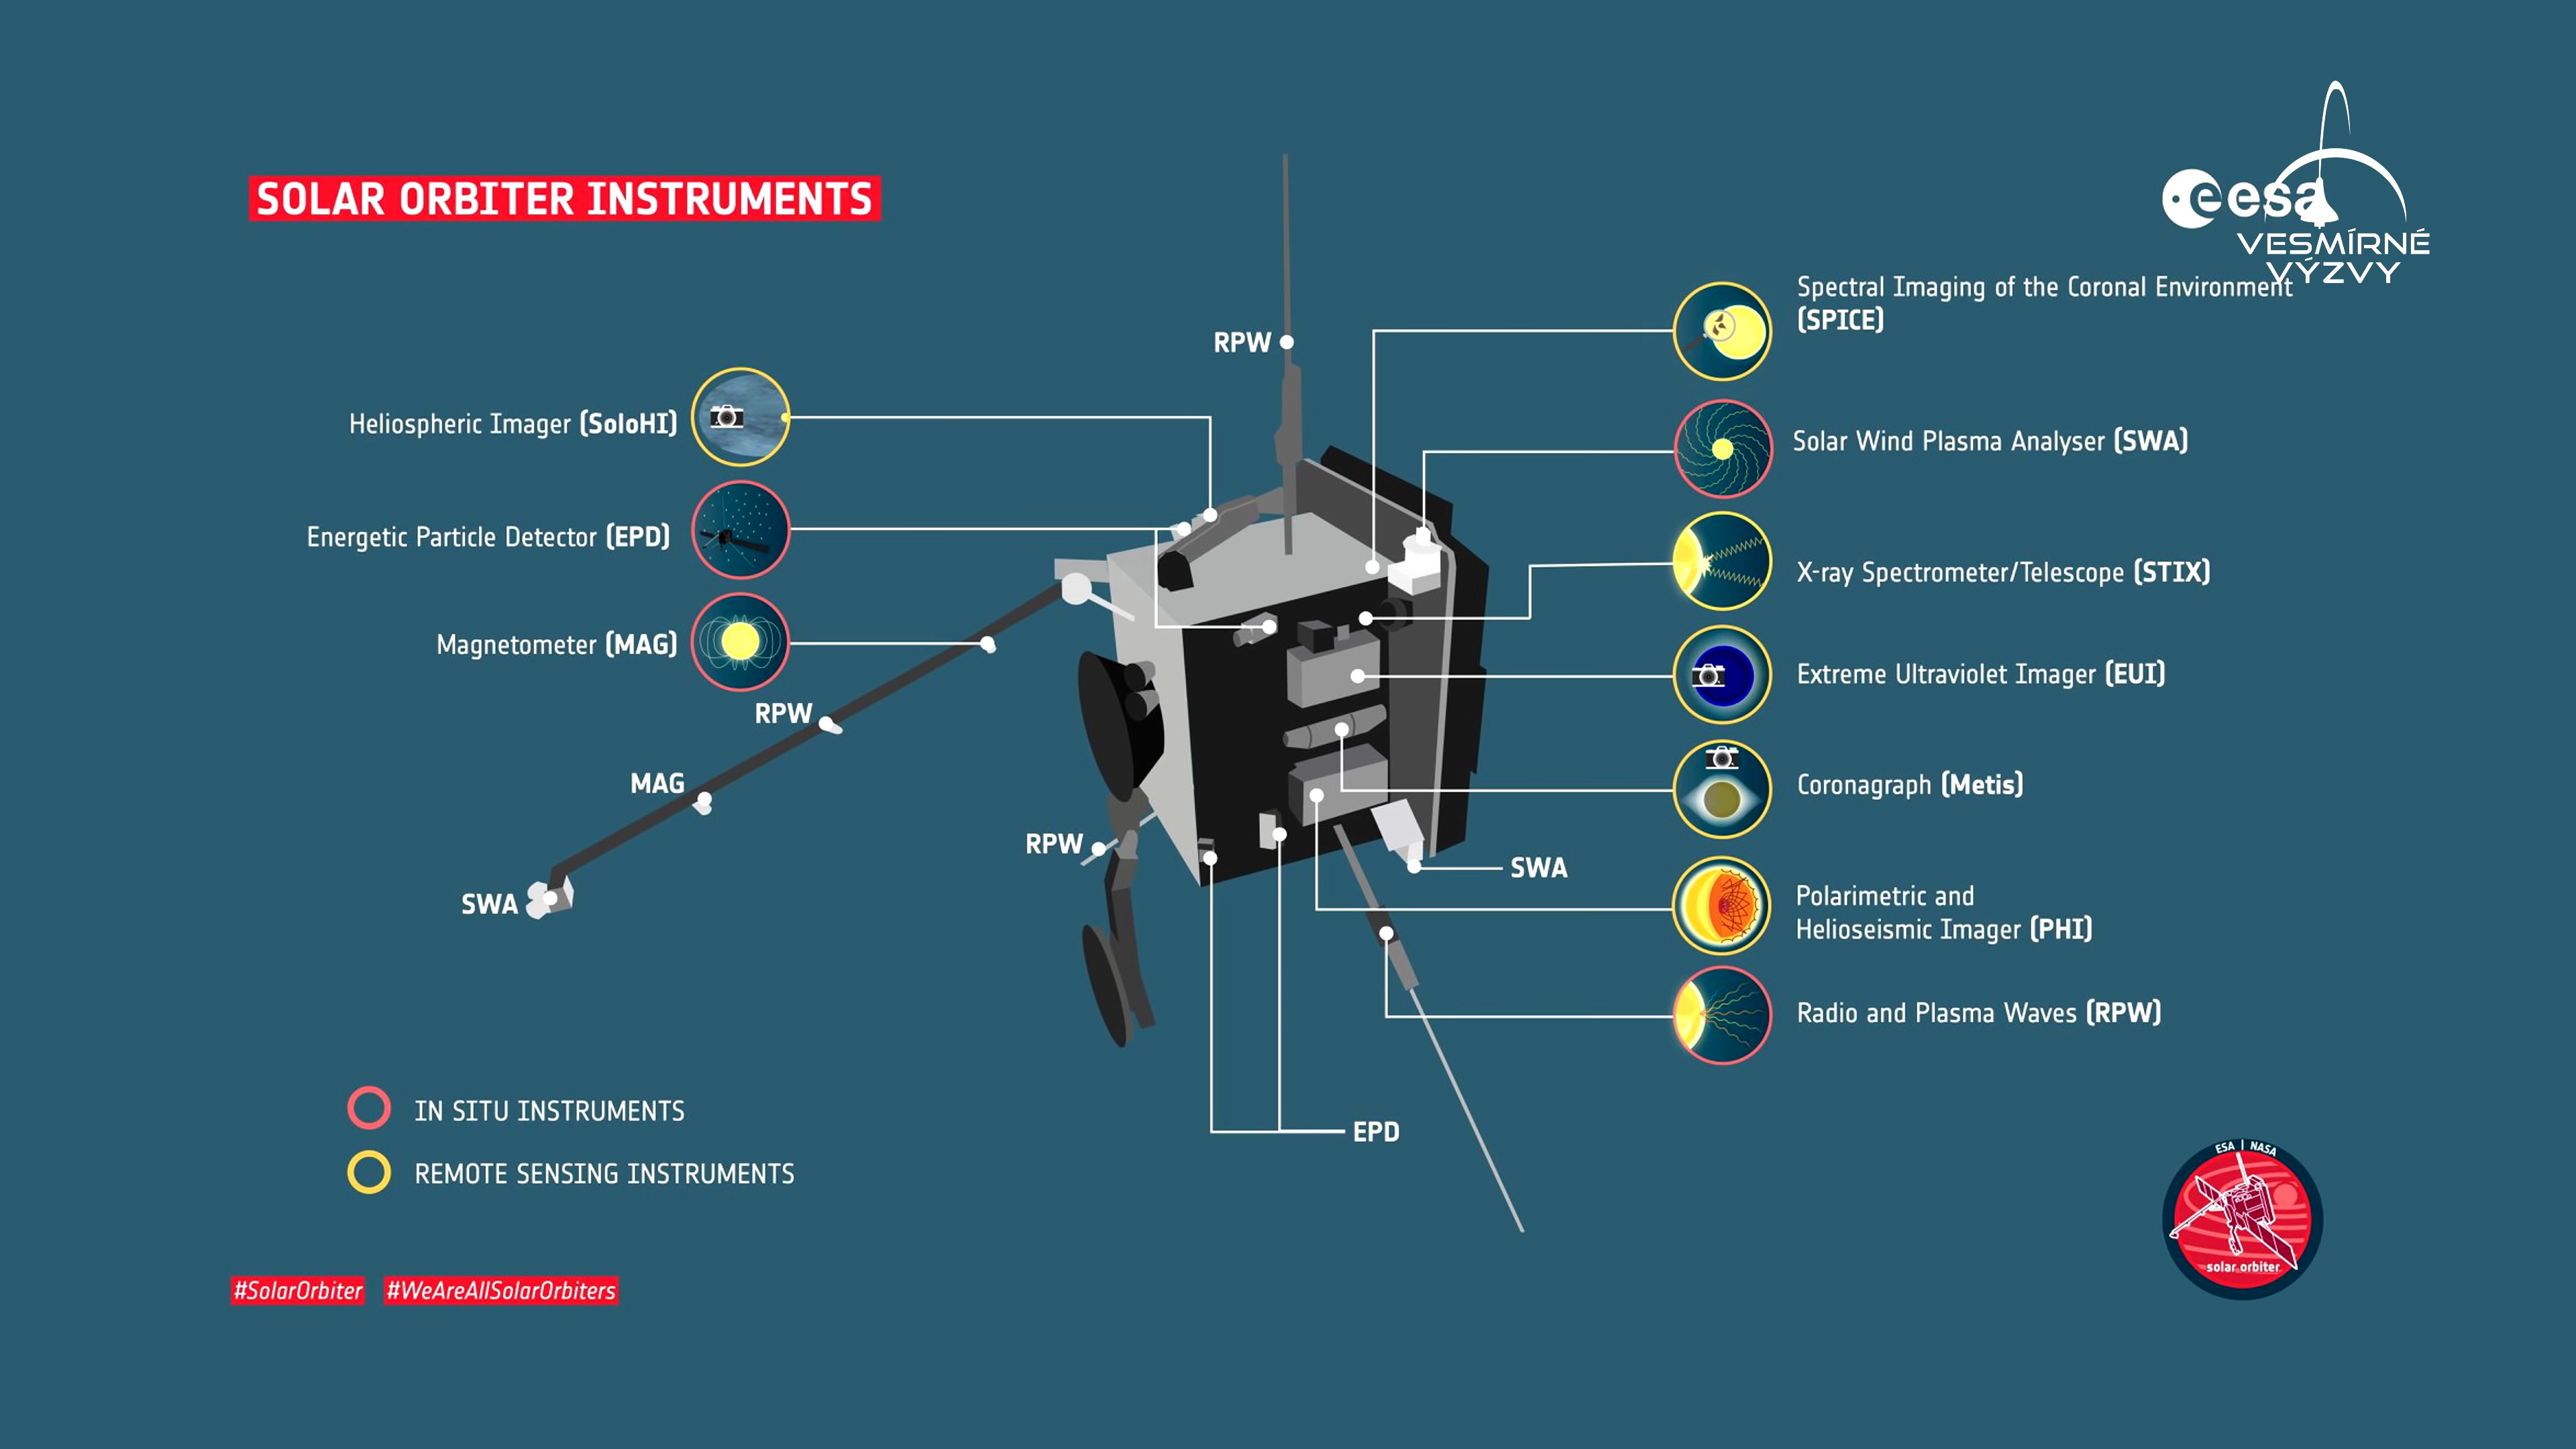 SOLAR ORBITER INSTRUMENTS
esa
VESMÍRNÉ
VÝZVY
RPW
Spectral Imaging of the Coronal Environment
(SPICE)
Heliospheric Imager (SoloHI)
Solar Wind Plasma Analyser (SWA)
Energetic Particle Detector (EPD)
X-ray Spectrometer/Telescope (STIX)
Magnetometer (MAG)
Extreme Ultraviolet Imager (EUI)
RPW
MAG
Coronagraph (Metis)
RPW
SWA
SWA
Polarimetric and
Helioseismic Imager (PHI)
Radio and Plasma Waves (RPW)
EPD
IN SITU INSTRUMENTS
REMOTE SENSING INSTRUMENTS
ESA | NASA
solar orbiter
#SolarOrbiter #WeAreAllSolarOrbiters